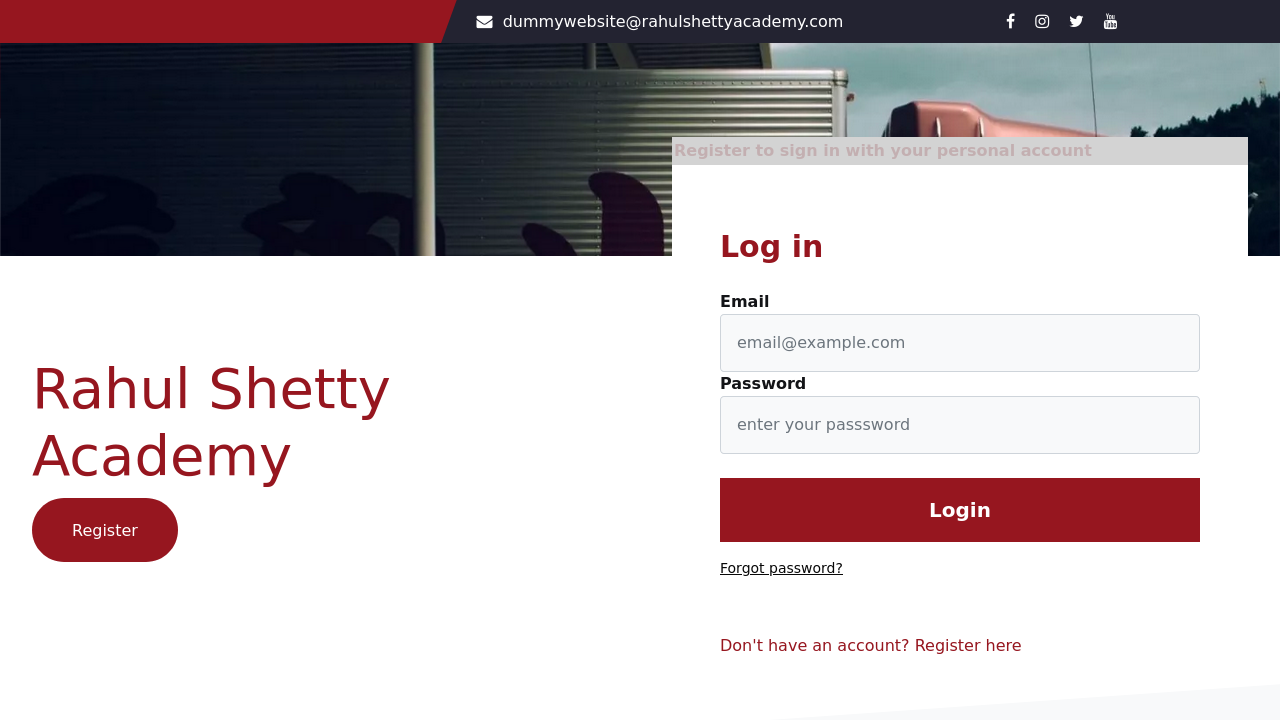 dummywebsite@rahulshettyacademy.com
Register to sign in with your personal account
Log in
Email
email@example.com
Password
enter your passsword
Login
Forgot password?
Don't have an account? Register here
Rahul Shetty
Academy
Register